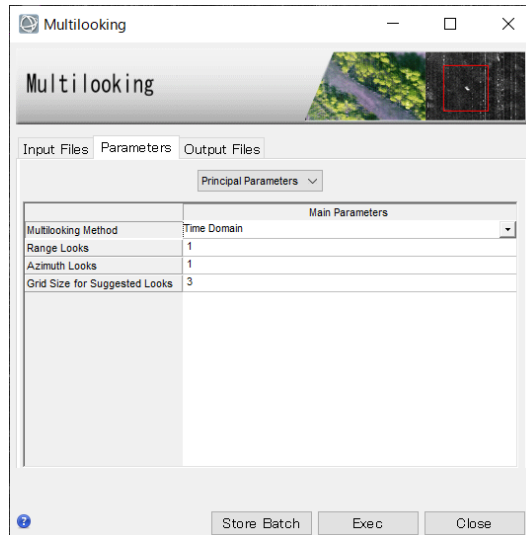 Multilooking
Multilooking
Input Files Parameters Output Files
Principal Parameters
Main Parameters
Multilooking Method Time Domain
Range Looks 1
Azimuth Looks 1
Grid Size for Suggested Looks 3
? Store Batch Exec Close